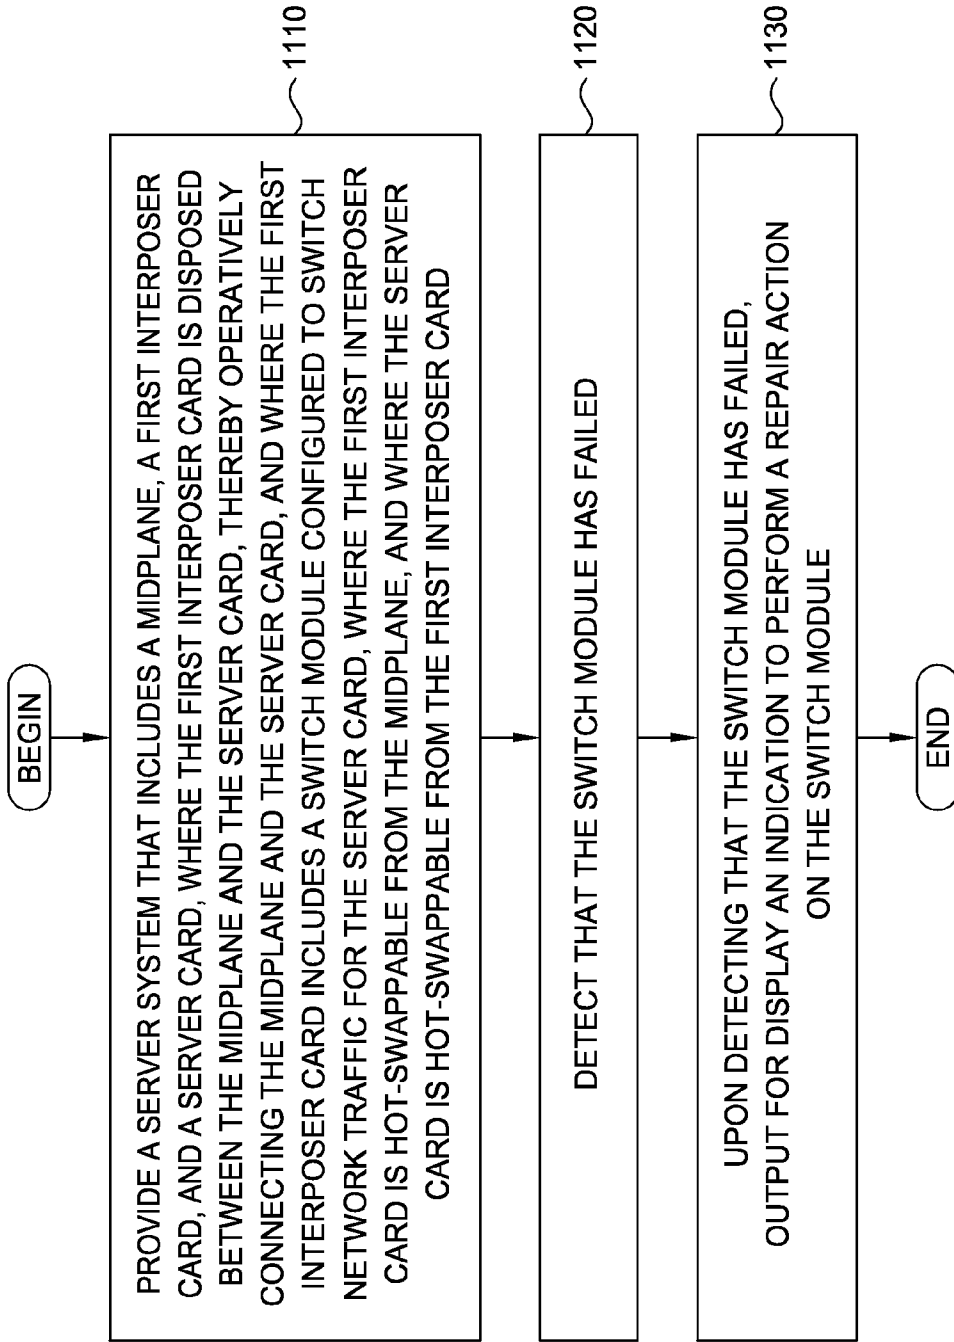 BEGIN
PROVIDE A SERVER SYSTEM THAT INCLUDES A MIDPLANE, A FIRST INTERPOSER
CARD, AND A SERVER CARD, WHERE THE FIRST INTERPOSER CARD IS DISPOSED
BETWEEN THE MIDPLANE AND THE SERVER CARD, THEREBY OPERATIVELY
CONNECTING THE MIDPLANE AND THE SERVER CARD, AND WHERE THE FIRST
INTERPOSER CARD INCLUDES A SWITCH MODULE CONFIGURED TO SWITCH
NETWORK TRAFFIC FOR THE SERVER CARD, WHERE THE FIRST INTERPOSER
CARD IS HOT-SWAPPABLE FROM THE MIDPLANE, AND WHERE THE SERVER
CARD IS HOT-SWAPPABLE FROM THE FIRST INTERPOSER CARD
1110
DETECT THAT THE SWITCH MODULE HAS FAILED
1120
UPON DETECTING THAT THE SWITCH MODULE HAS FAILED,
OUTPUT FOR DISPLAY AN INDICATION TO PERFORM A REPAIR ACTION
ON THE SWITCH MODULE
1130
END